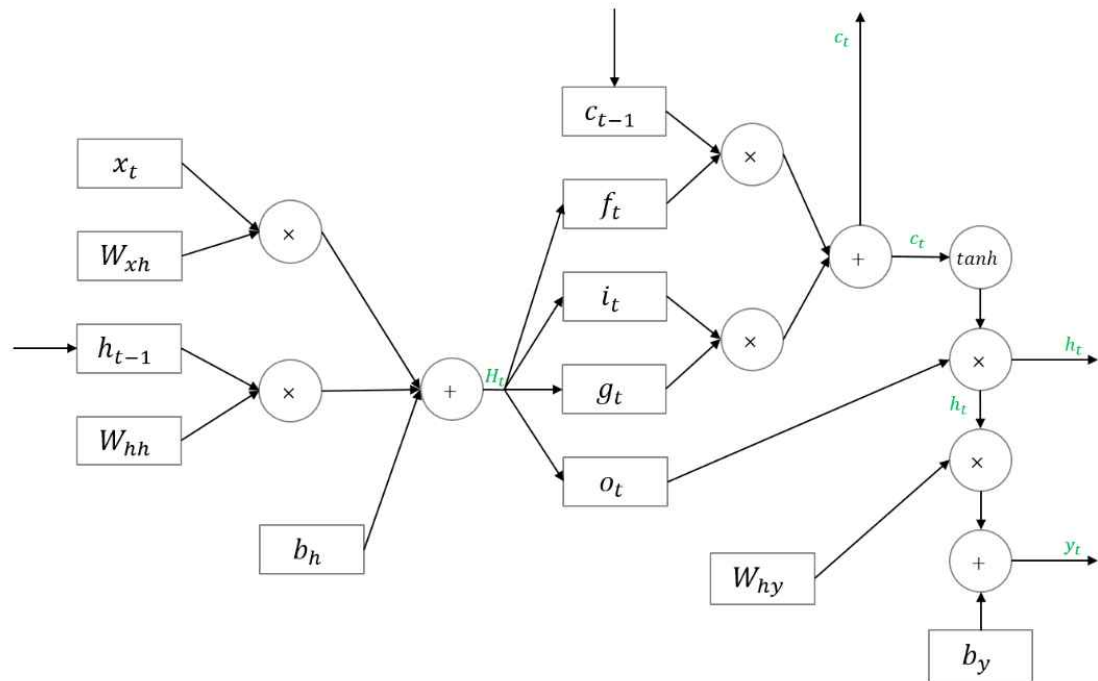 c_t
c_{t-1}
x_t
×
f_t
×
W_{xh}
c_t
+
tanh
i_t
×
h_{t-1}
h_t
×
×
H_t
+
g_t
h_t
W_{hh}
×
o_t
b_h
y_t
W_{hy}
+
b_y